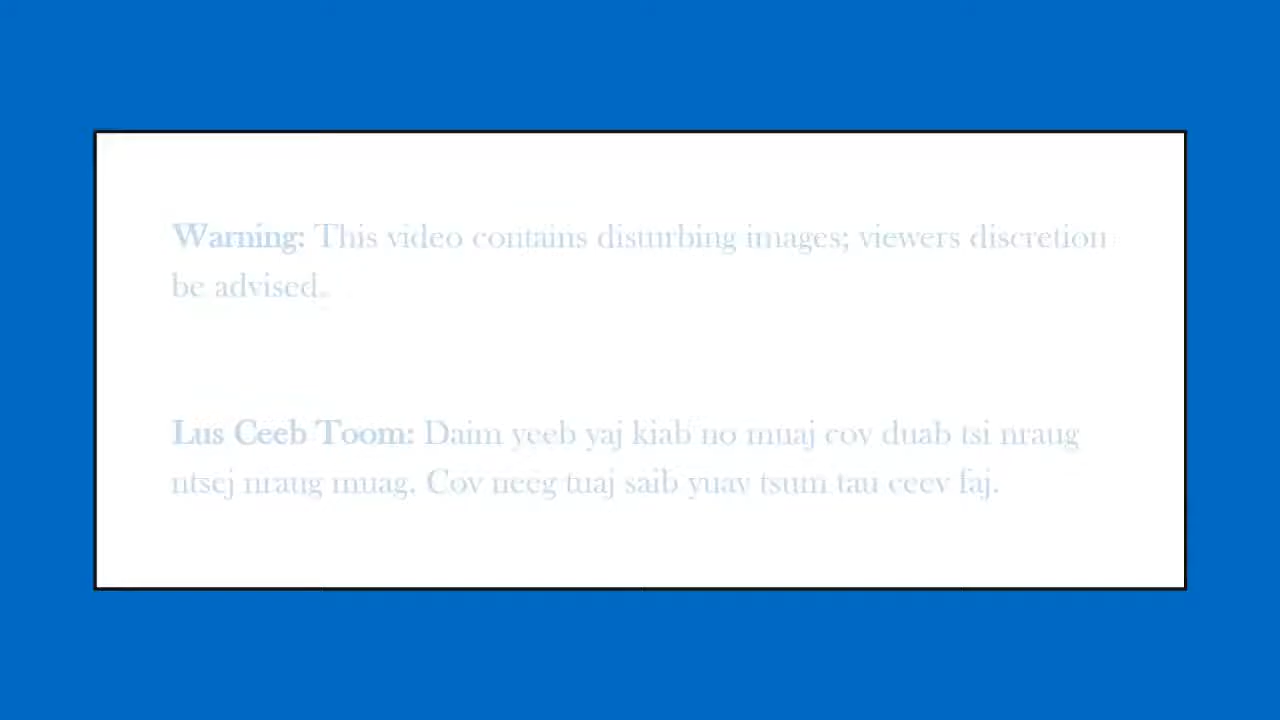 Warning: This video contains disturbing images; viewers discretion
be advised.
Lus Ceeb Toom: Daim yeeb yaj kiab no muaj cov duab tsi nraug
ntsej nraug muag. Cov neeg tuaj saib yuav tsum tau ceev faj.